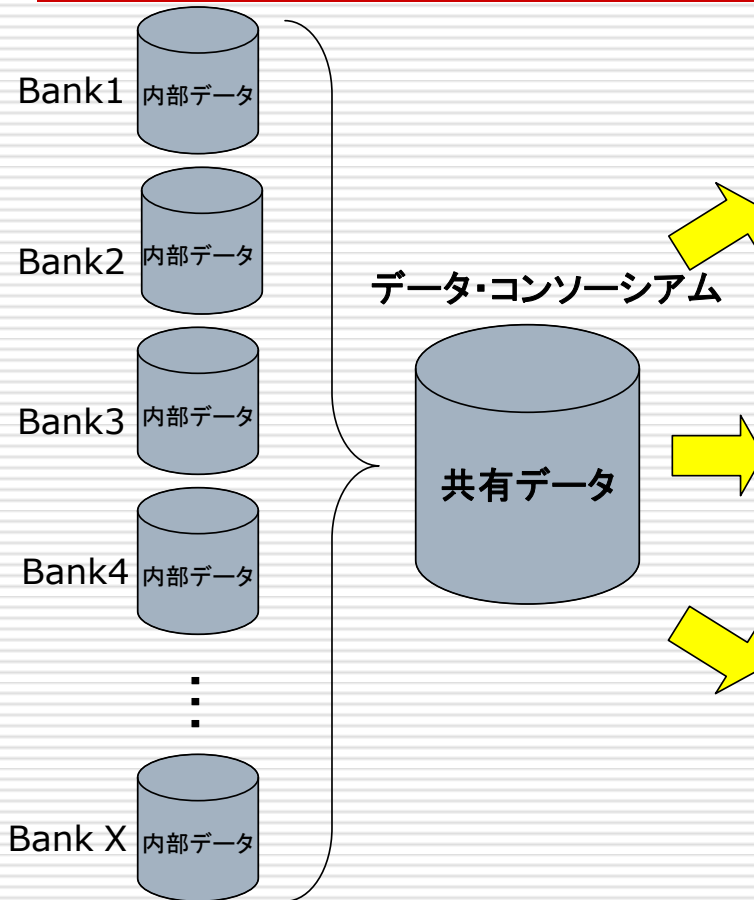 Bank1
内部データ
Bank2
内部データ
Bank3
内部データ
Bank4
内部データ
⋮
Bank X
内部データ
データ・コンソーシアム
共有データ